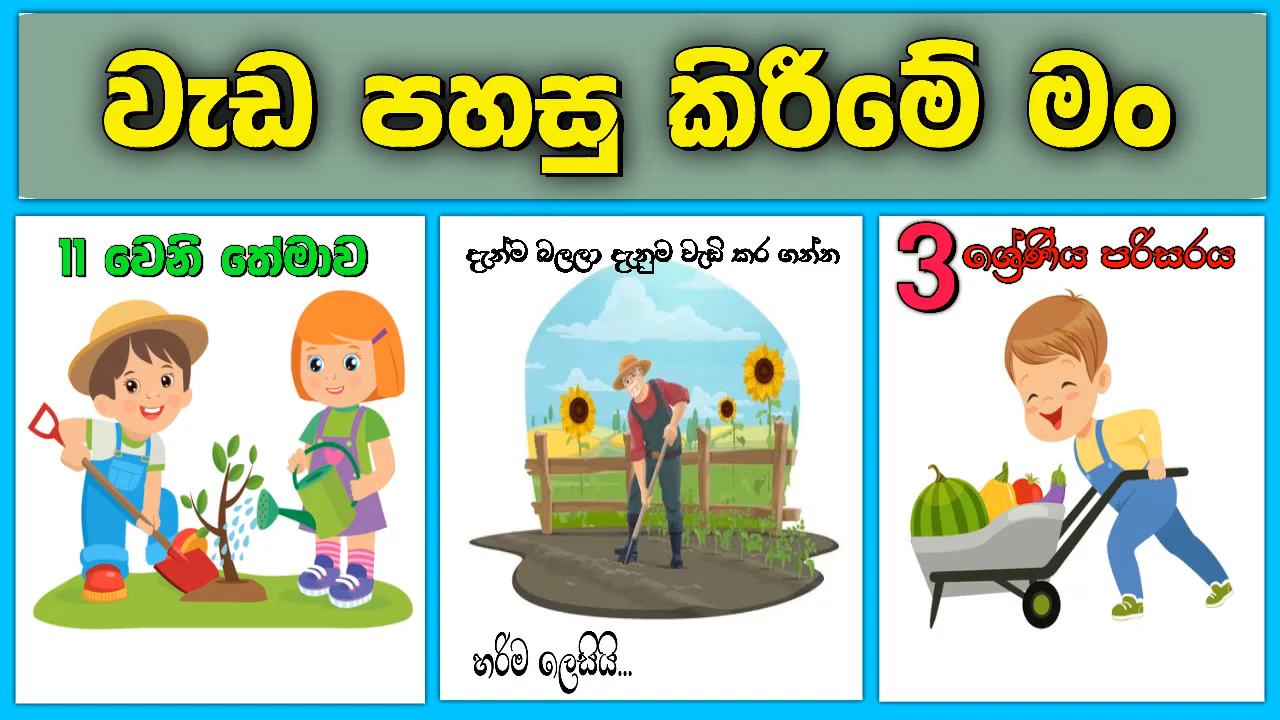 වැඩ පහසු කිරීමේ මං
11 වෙනි තේමාව
දැන්ම බලලා දැනුම වැඩි කර ගන්න
හරිම ලෙසියි...
3 ශ්‍රේණිය පරිසරය